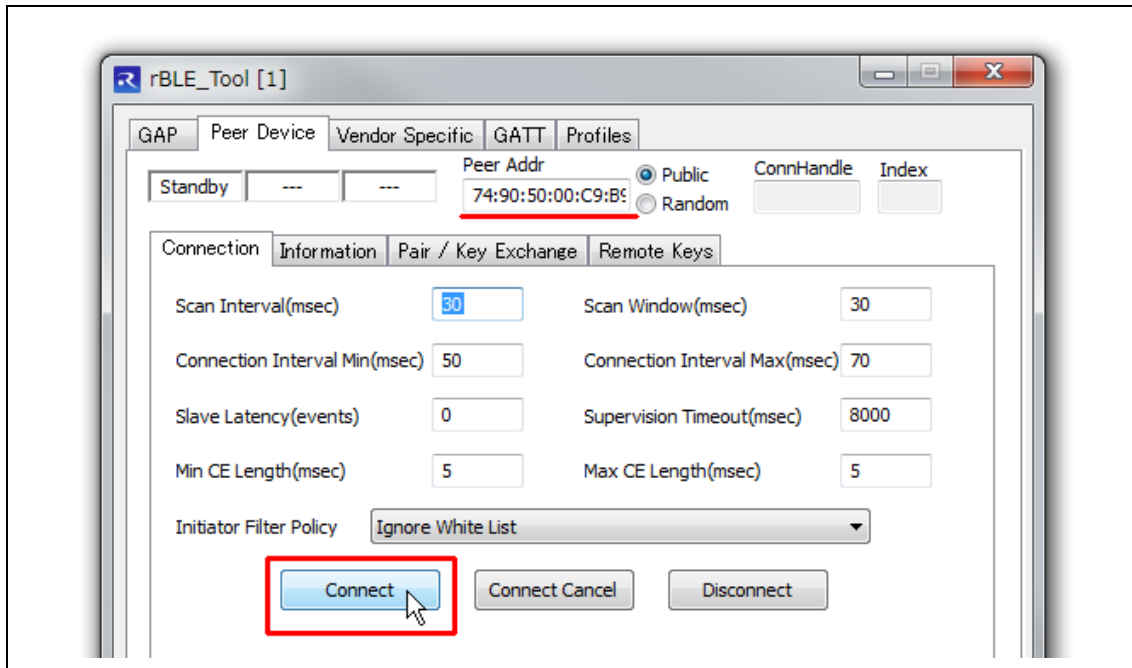 rBLE_Tool [1]
GAP Peer Device Vendor Specific GATT Profiles
Peer Addr
Standby --- --- 74:90:50:00:C9:B9 Public ConnHandle Index
Random
Connection Information Pair / Key Exchange Remote Keys
Scan Interval(msec) 30 Scan Window(msec) 30
Connection Interval Min(msec) 50 Connection Interval Max(msec) 70
Slave Latency(events) 0 Supervision Timeout(msec) 8000
Min CE Length(msec) 5 Max CE Length(msec) 5
Initiator Filter Policy Ignore White List
Connect Connect Cancel Disconnect